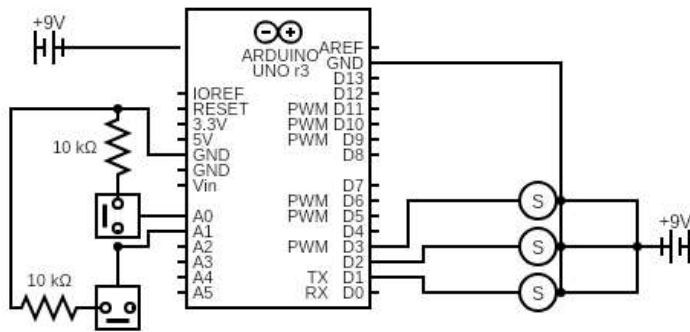 +9V
ARDUINO
UNO r3
AREF
GND
D13
D12
IOREF
RESET
PWM D11
3.3V
PWM D10
5V
PWM D9
GND
D8
GND
Vin
D7
PWM D6
A0
PWM D5
A1
D4
A2
PWM D3
A3
D2
A4
TX D1
A5
RX D0
10 kΩ
10 kΩ
S
S
S
+9V